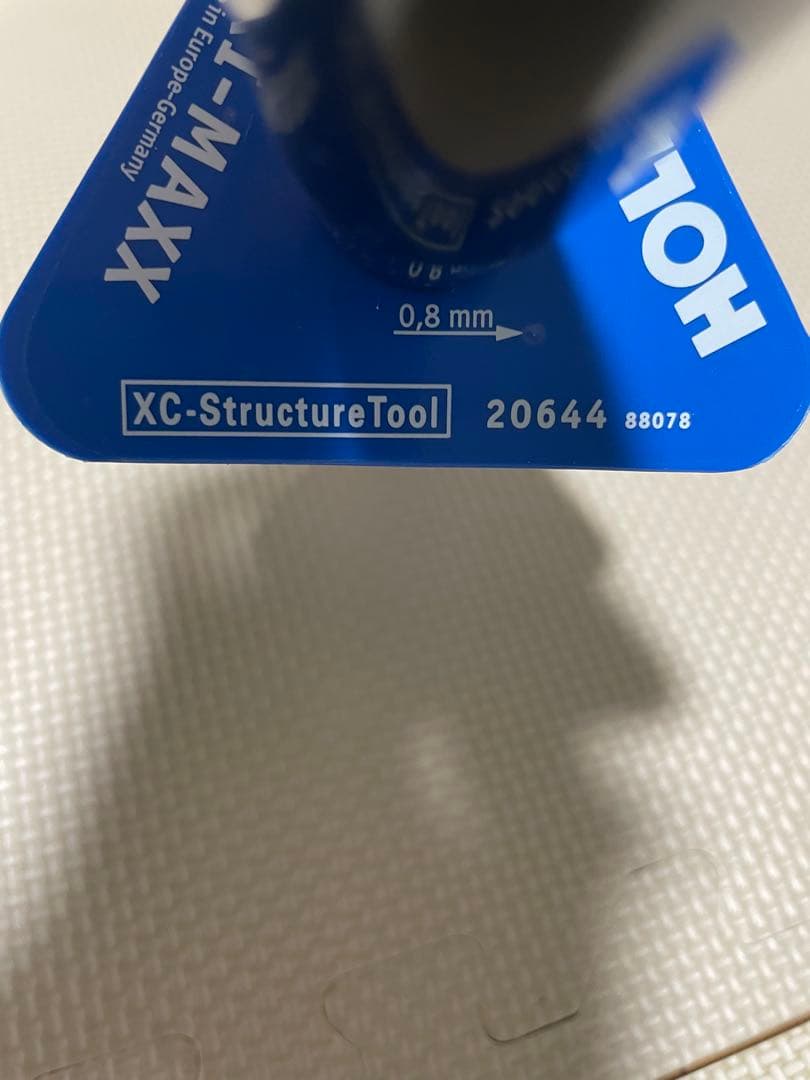 in Europe-Germany
I-MAXX
HOL
0,8 mm
XC-StructureTool 20644 88078